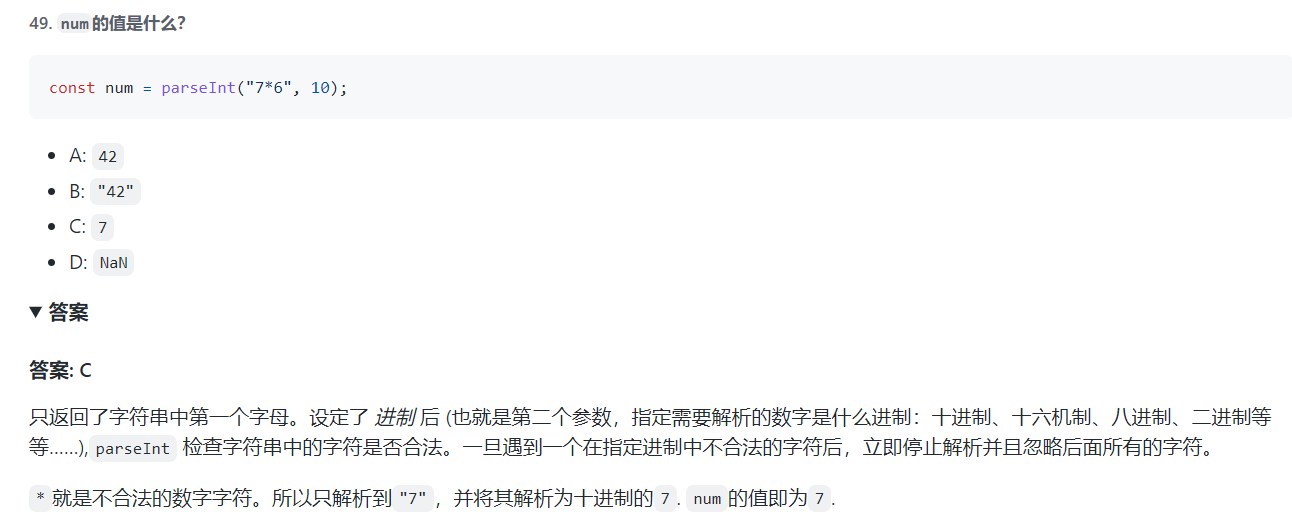 49. num的值是什么？
const num = parseInt("7*6", 10);
A: 42
B: "42"
C: 7
D: NaN
▼ 答案
答案: C
只返回了字符串中第一个字母。设定了 进制 后 (也就是第二个参数，指定需要解析的数字是什么进制：十进制、十六机制、八进制、二进制等
等……),parseInt 检查字符串中的字符是否合法。一旦遇到一个在指定进制中不合法的字符后，立即停止解析并且忽略后面所有的字符。
*就是不合法的数字字符。所以只解析到"7"，并将其解析为十进制的7. num的值即为7.